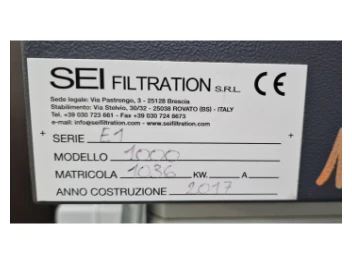 SEI FILTRATION S.R.L. CE
Sede legale: Via Pastrengo, 3 - 25128 Brescia
Stabilimento: Via Stelvio, 30/32 - 25038 ROVATO (BS) - ITALY
Tel. +39 030 723 661 - Fax +39 030 724 8673
e-mail: info@seifiltration.com - www.seifiltration.com
SERIE E1
MODELLO 1000
MATRICOLA 1036 KW. A
ANNO COSTRUZIONE 2017